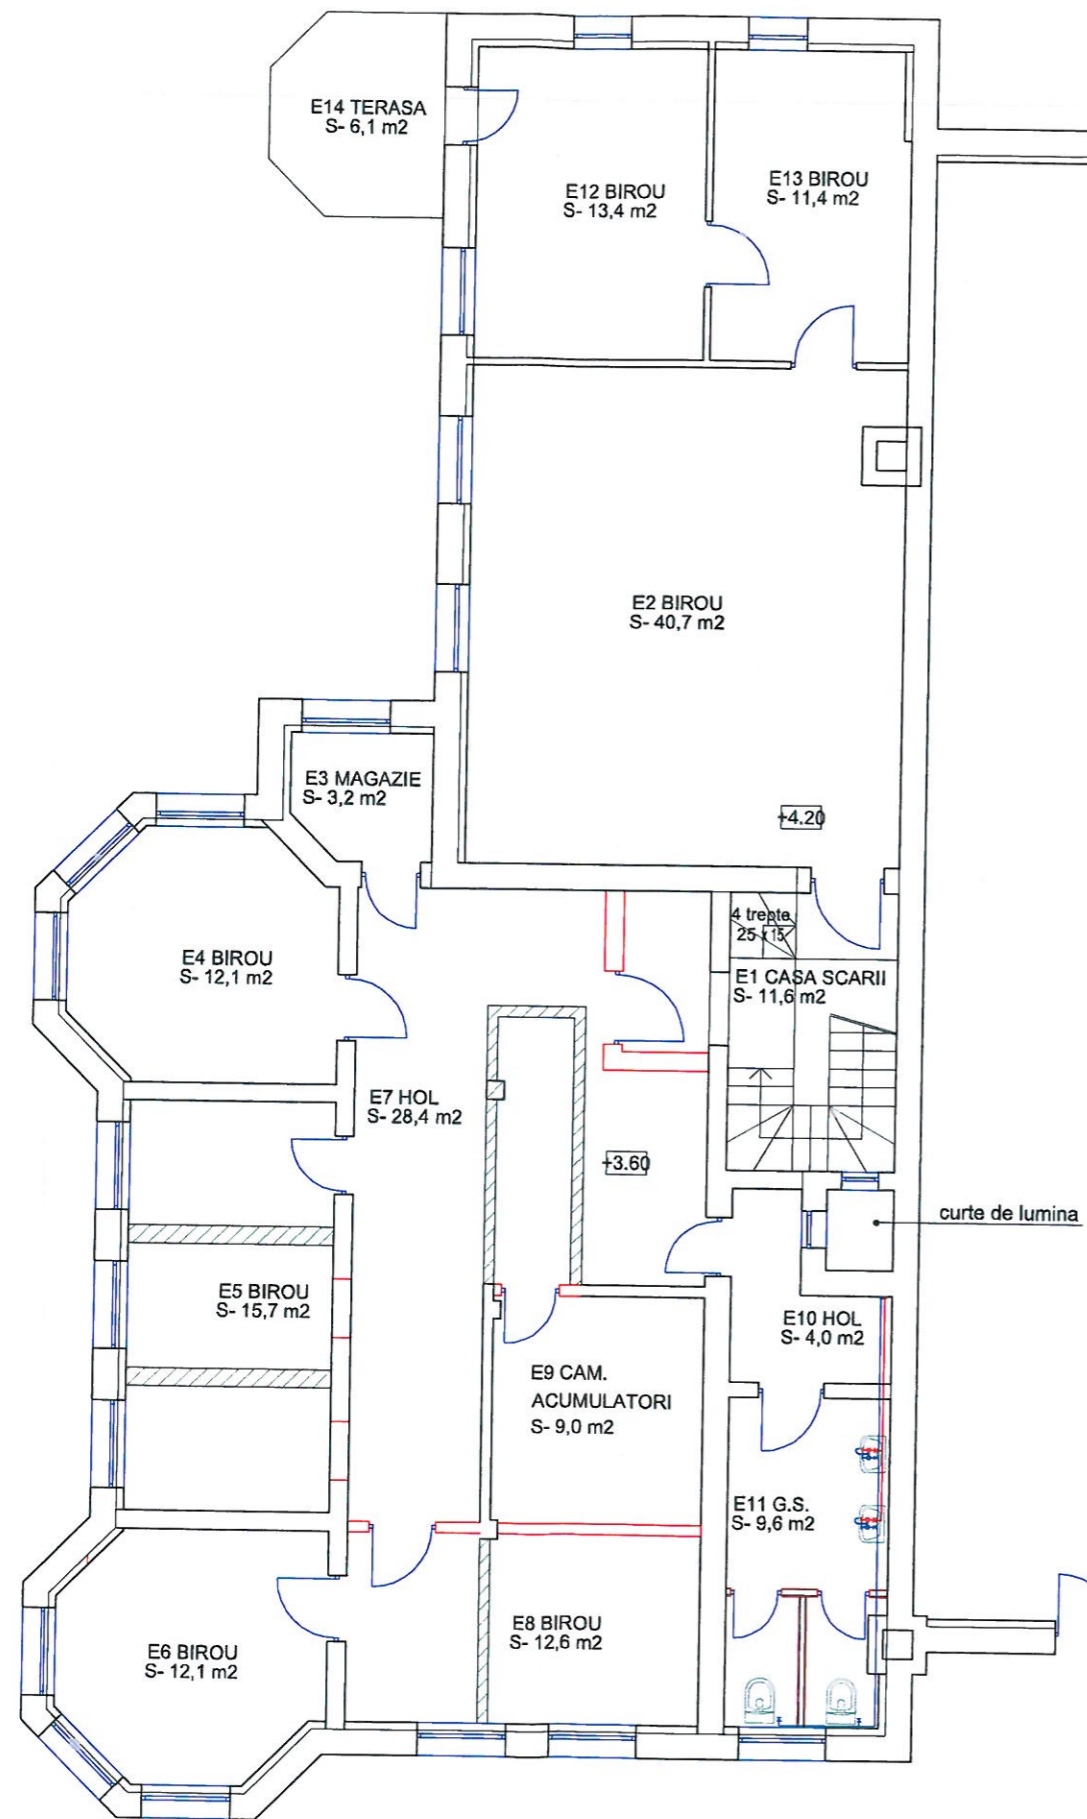 E14 TERASA
S- 6,1 m2
E12 BIROU
S- 13,4 m2
E13 BIROU
S- 11,4 m2
E2 BIROU
S- 40,7 m2
E3 MAGAZIE
S- 3,2 m2
+4.20
4 trepte
25 x 15
E4 BIROU
S- 12,1 m2
E1 CASA SCARII
S- 11,6 m2
E7 HOL
S- 28,4 m2
+3.60
curte de lumina
E5 BIROU
S- 15,7 m2
E10 HOL
S- 4,0 m2
E9 CAM.
ACUMULATORI
S- 9,0 m2
E11 G.S.
S- 9,6 m2
E8 BIROU
S- 12,6 m2
E6 BIROU
S- 12,1 m2